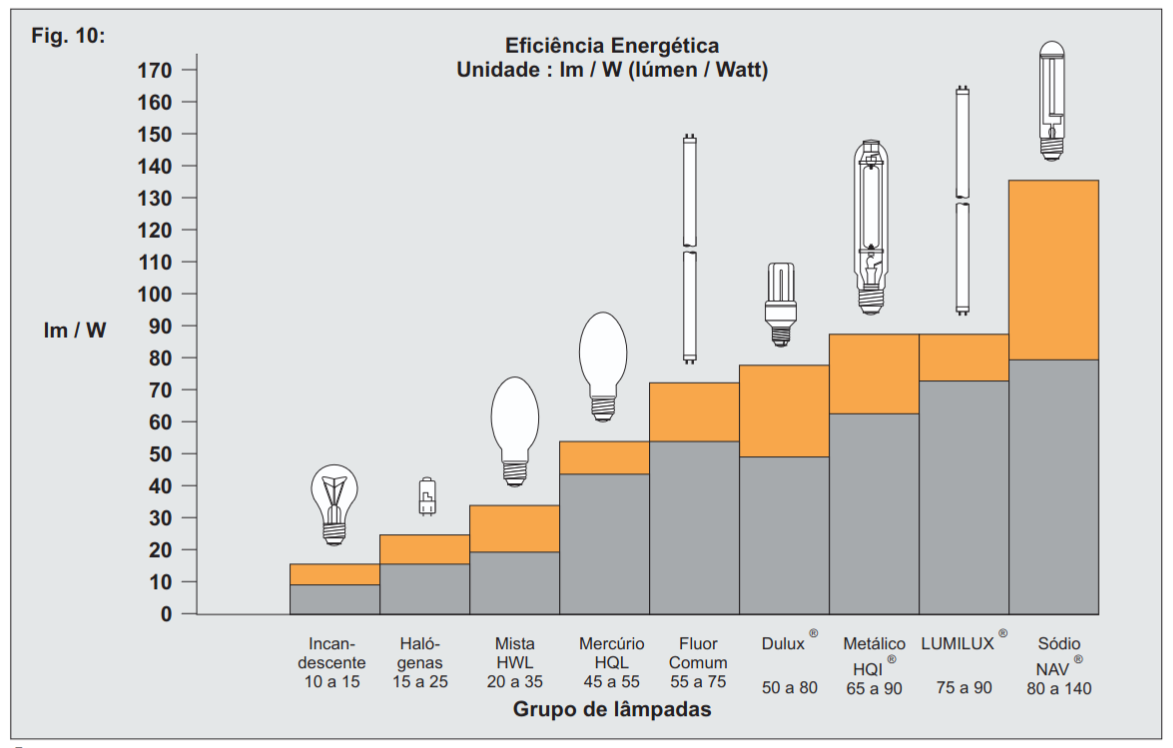 Fig. 10:
Eficiência Energética
Unidade : lm / W (lúmen / Watt)
170
160
150
140
130
120
110
100
90
80
70
60
50
40
30
20
10
0
lm / W
Incan-
descente
10 a 15
Haló-
genas
15 a 25
Mista
HWL
20 a 35
Mercúrio
HQL
45 a 55
Fluor
Comum
55 a 75
Dulux ®
50 a 80
Metálico
HQI ®
65 a 90
LUMILUX ®
75 a 90
Sódio
NAV ®
80 a 140
Grupo de lâmpadas